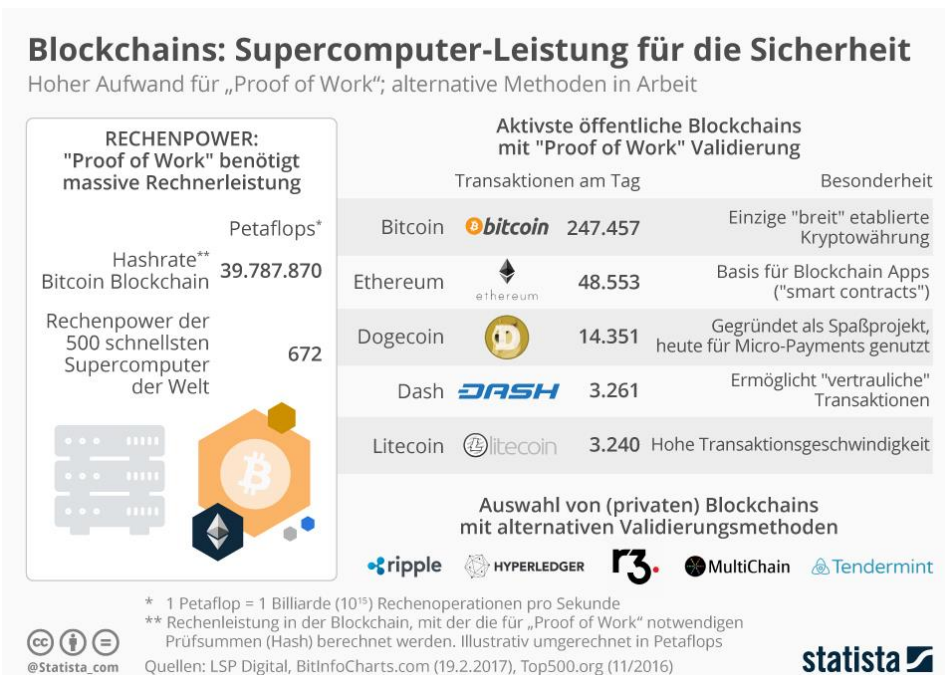 Blockchains: Supercomputer-Leistung für die Sicherheit
Hoher Aufwand für „Proof of Work“; alternative Methoden in Arbeit
RECHENPOWER:
"Proof of Work" benötigt
massive Rechnerleistung
Petaflops*
Hashrate**
Bitcoin Blockchain 39.787.870
Rechenpower der
500 schnellsten
Supercomputer
der Welt
672
Aktivste öffentliche Blockchains
mit "Proof of Work" Validierung
Transaktionen am Tag Besonderheit
Bitcoin bitcoin 247.457 Einzige "breit" etablierte
Kryptowährung
Ethereum ethereum 48.553 Basis für Blockchain Apps
("smart contracts")
Dogecoin 14.351 Gegründet als Spaßprojekt,
heute für Micro-Payments genutzt
Dash DASH 3.261 Ermöglicht "vertrauliche"
Transaktionen
Litecoin litecoin 3.240 Hohe Transaktionsgeschwindigkeit
Auswahl von (privaten) Blockchains
mit alternativen Validierungsmethoden
ripple HYPERLEDGER r3. MultiChain Tendermint
* 1 Petaflop = 1 Billiarde (10¹⁵) Rechenoperationen pro Sekunde
** Rechenleistung in der Blockchain, mit der die für „Proof of Work“ notwendigen
Prüfsummen (Hash) berechnet werden. Illustrativ umgerechnet in Petaflops
@Statista_com Quellen: LSP Digital, BitInfoCharts.com (19.2.2017), Top500.org (11/2016)
statista